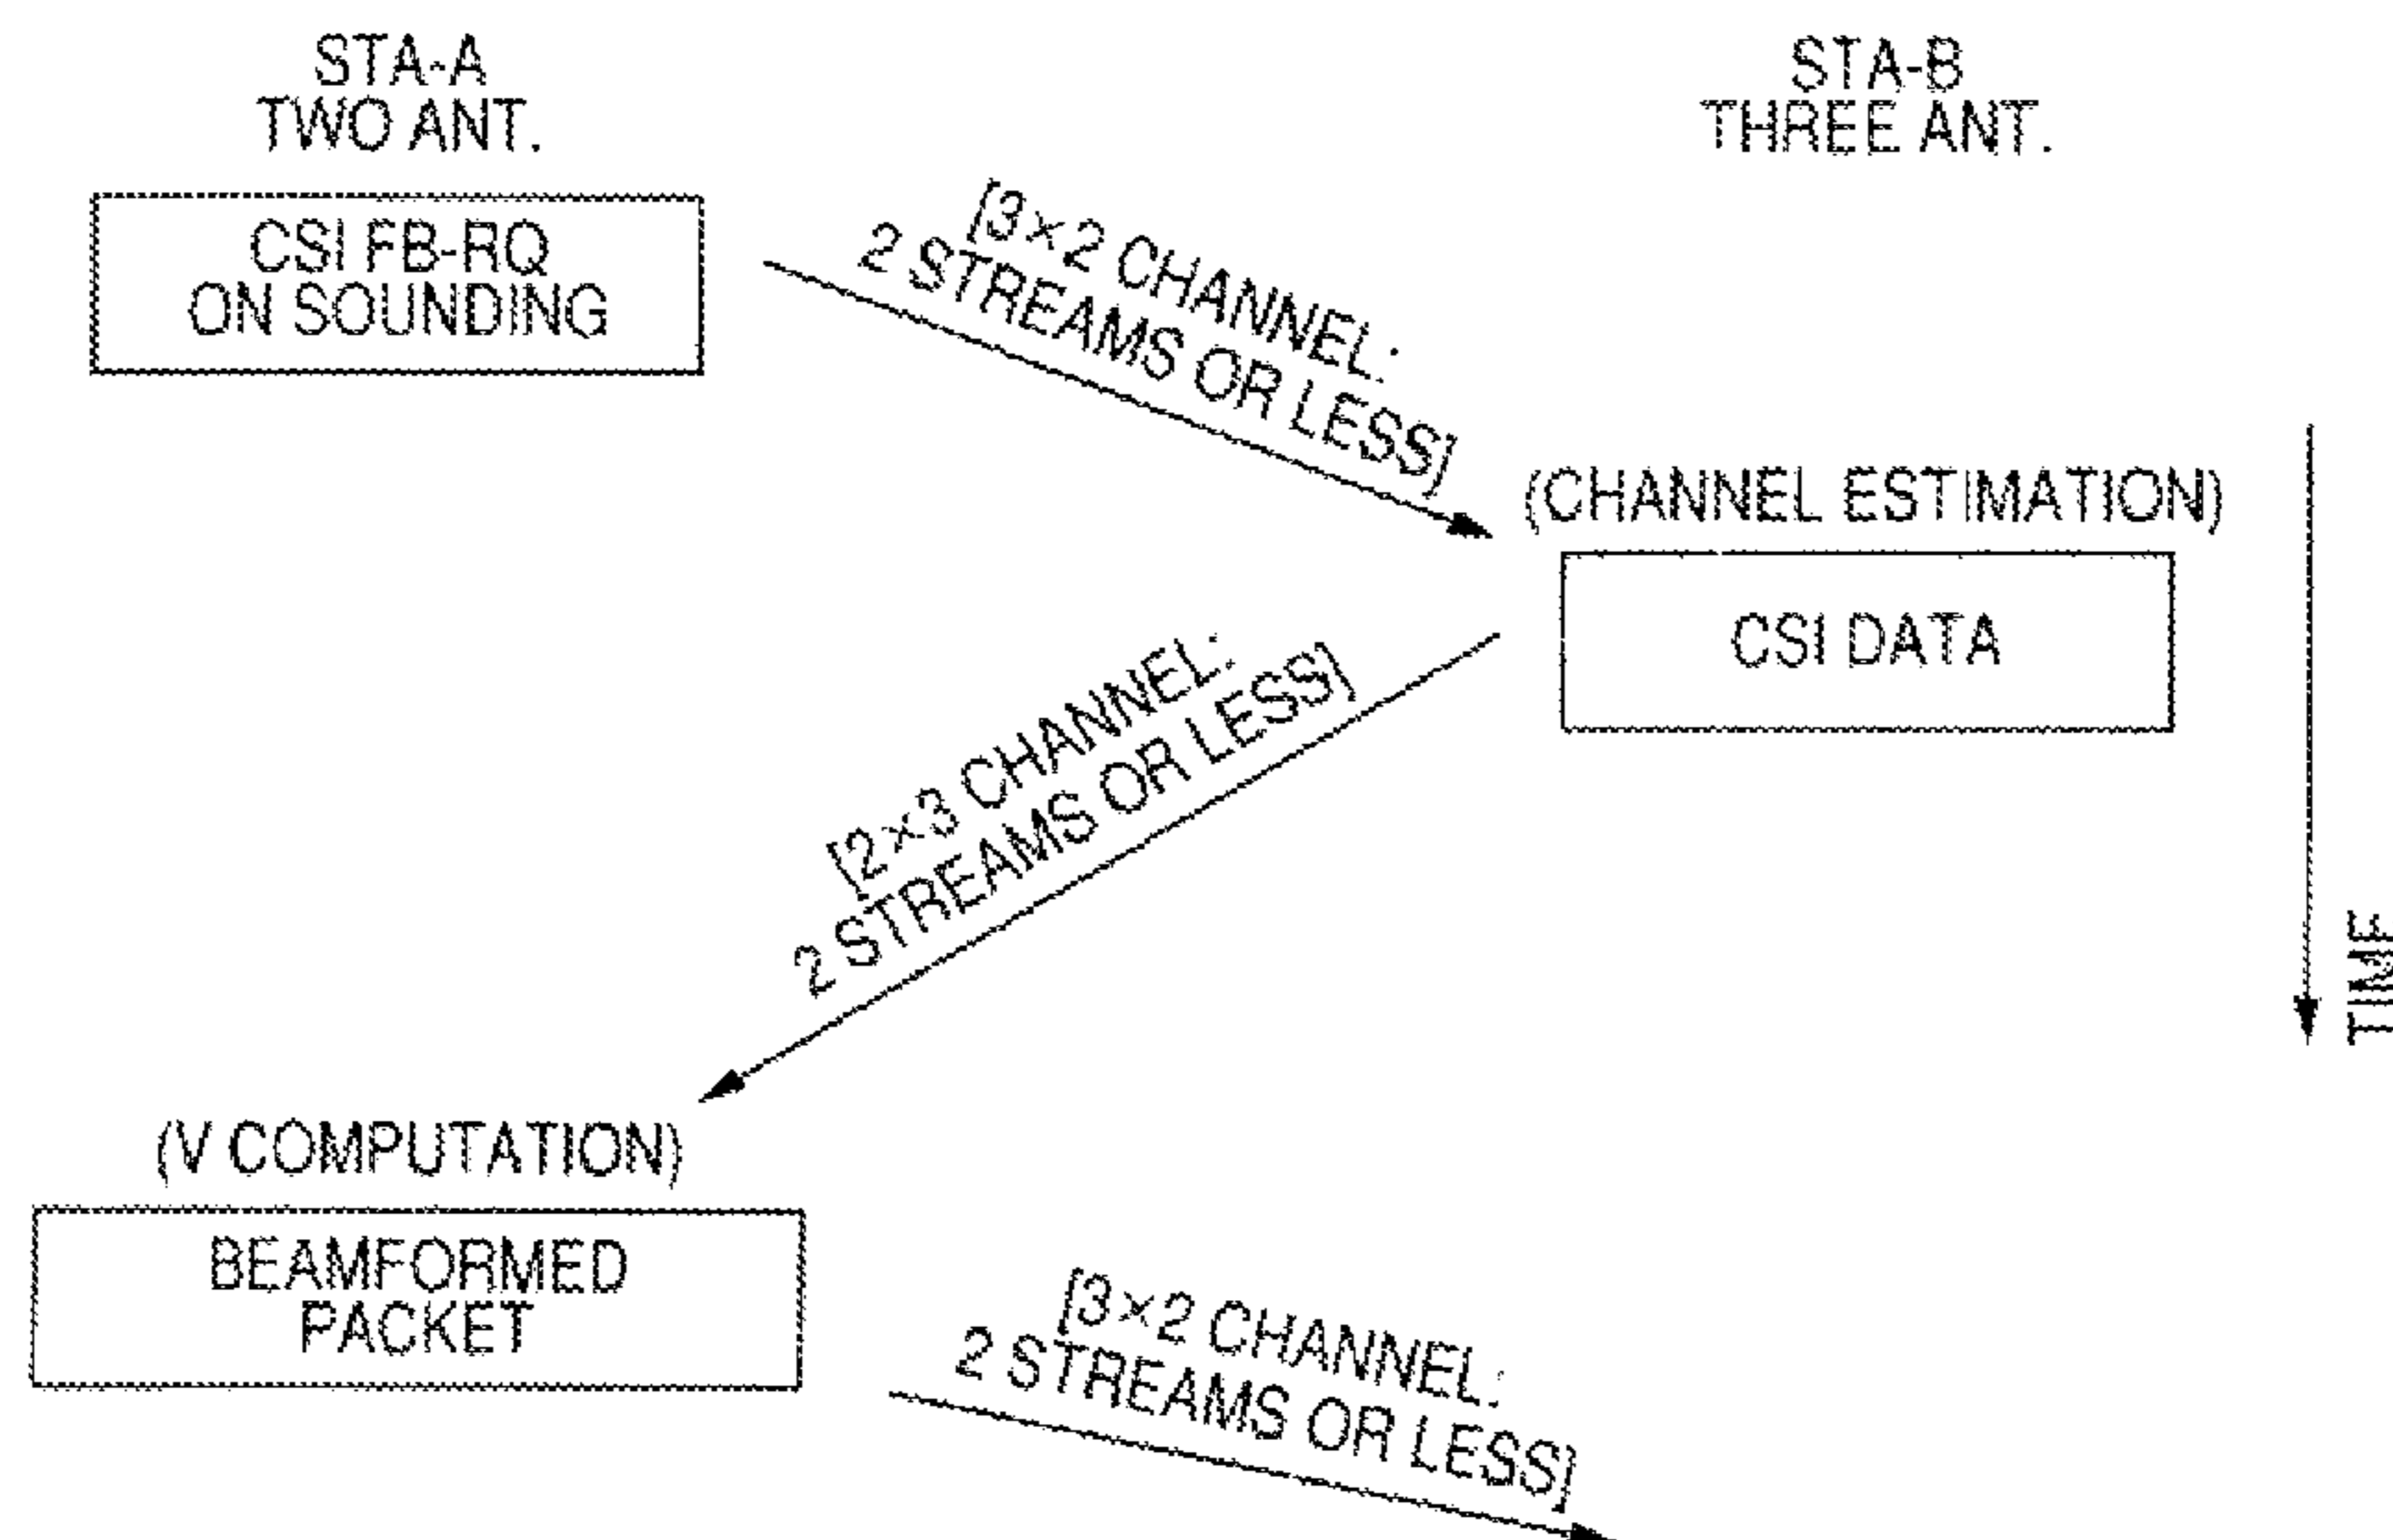 STA-A
TWO ANT.
STA-B
THREE ANT.
CSI FB-RQ
ON SOUNDING
[3×2 CHANNEL:
2 STREAMS OR LESS]
(CHANNEL ESTIMATION)
CSI DATA
[2×3 CHANNEL:
2 STREAMS OR LESS]
TIME
(V COMPUTATION)
BEAMFORMED
PACKET
[3×2 CHANNEL:
2 STREAMS OR LESS]